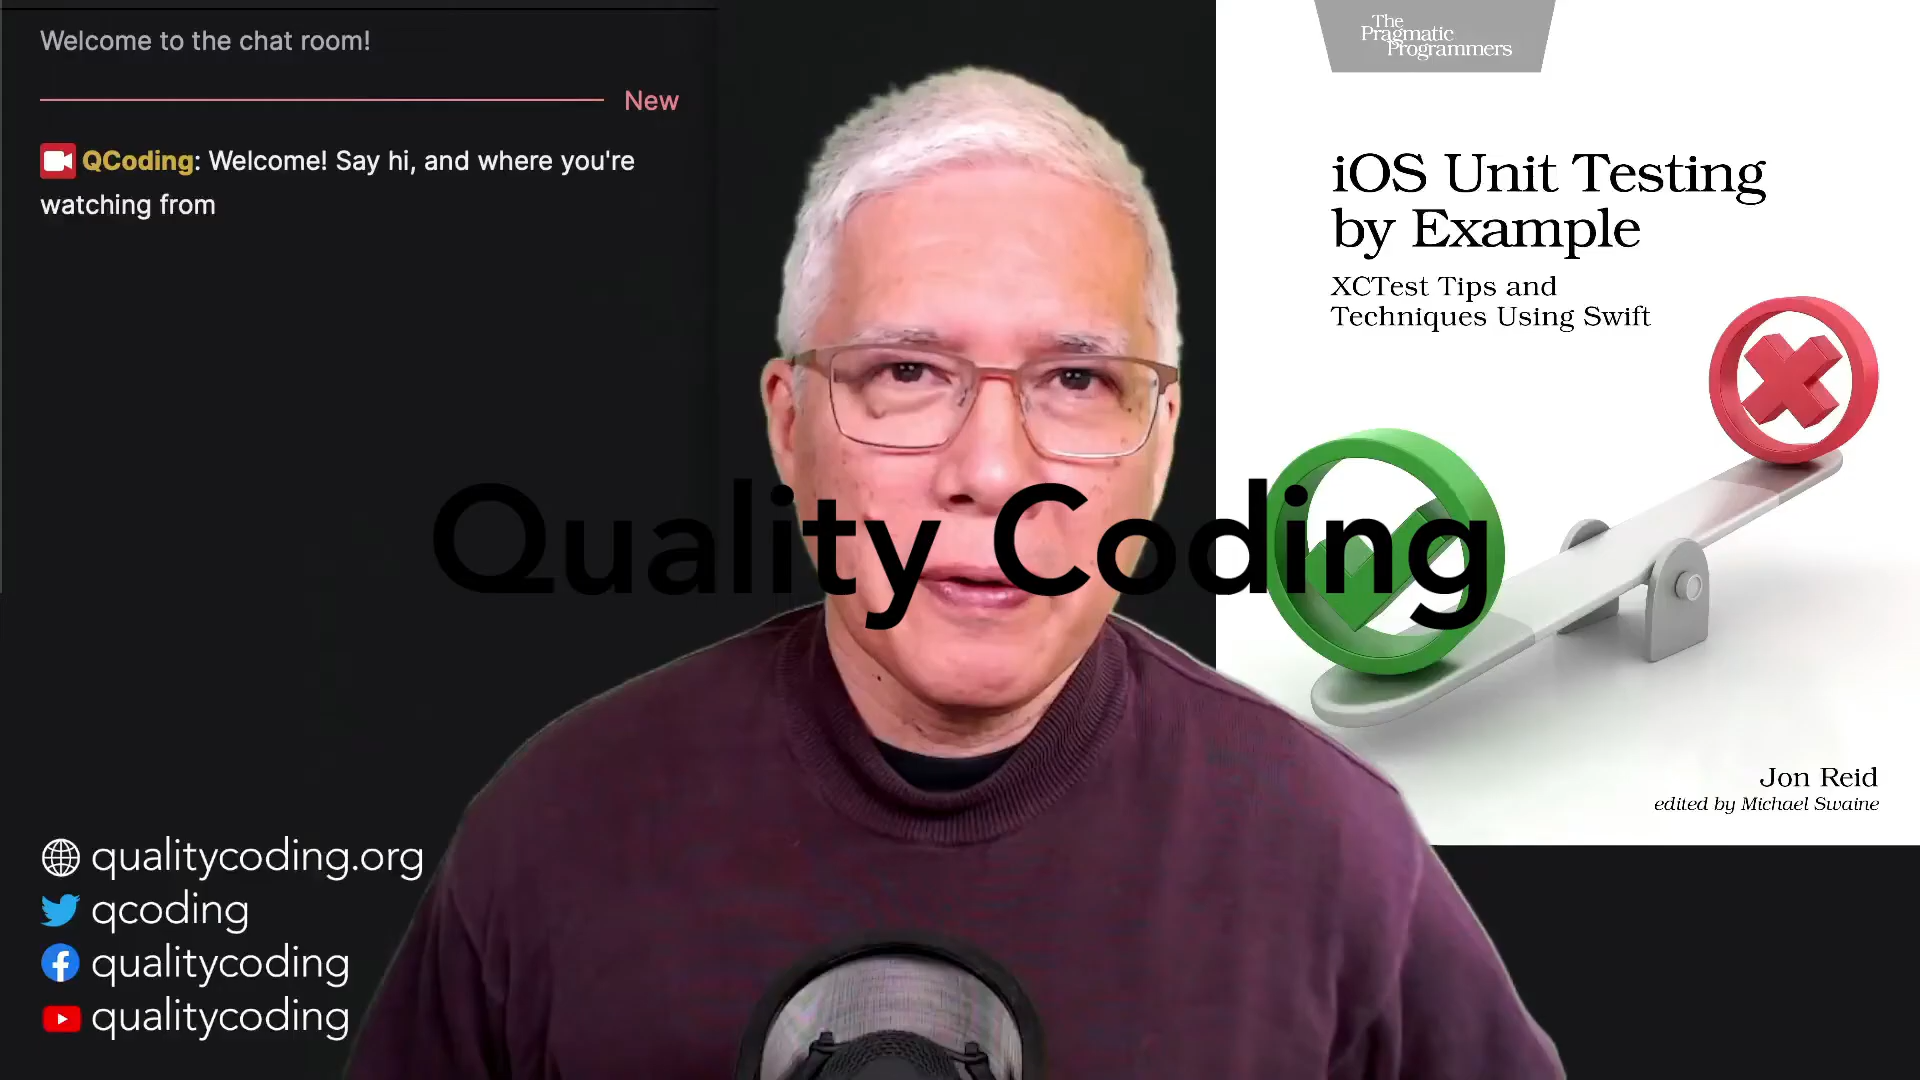 Welcome to the chat room!
New
QCoding: Welcome! Say hi, and where you're
watching from
The
Pragmatic
Programmers
iOS Unit Testing
by Example
XCTest Tips and
Techniques Using Swift
Quality Coding
Jon Reid
edited by Michael Swaine
qualitycoding.org
qcoding
qualitycoding
qualitycoding